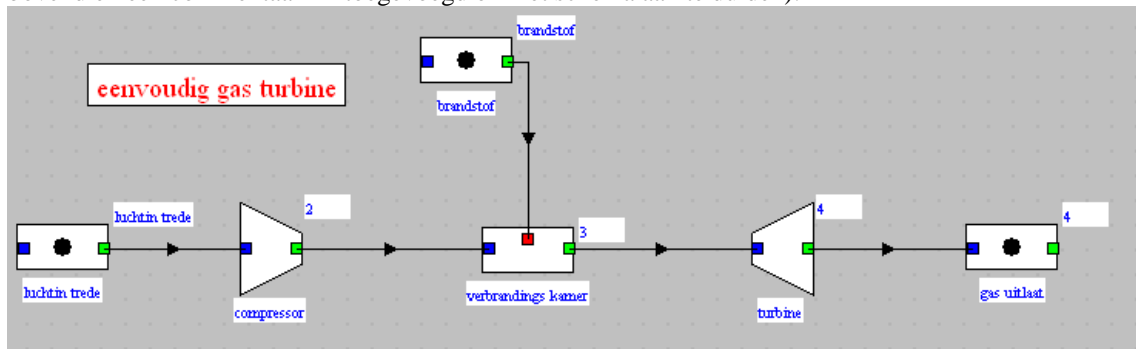 brandstof
eenvoudig gas turbine
brandstof
luchtin trede
2
3
4
4
luchtin trede
compressor
verbrandings kamer
turbine
gas uitlaat